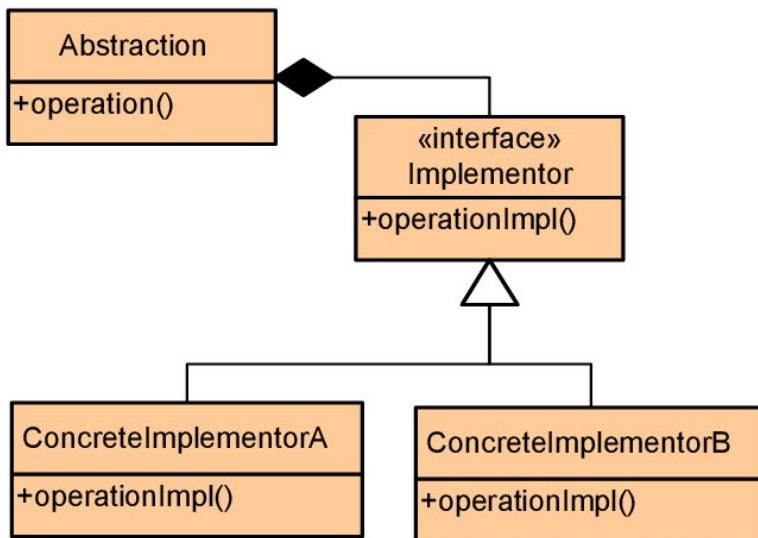 Abstraction
+operation()
«interface»
Implementor
+operationImpl()
ConcreteImplementorA
+operationImpl()
ConcreteImplementorB
+operationImpl()